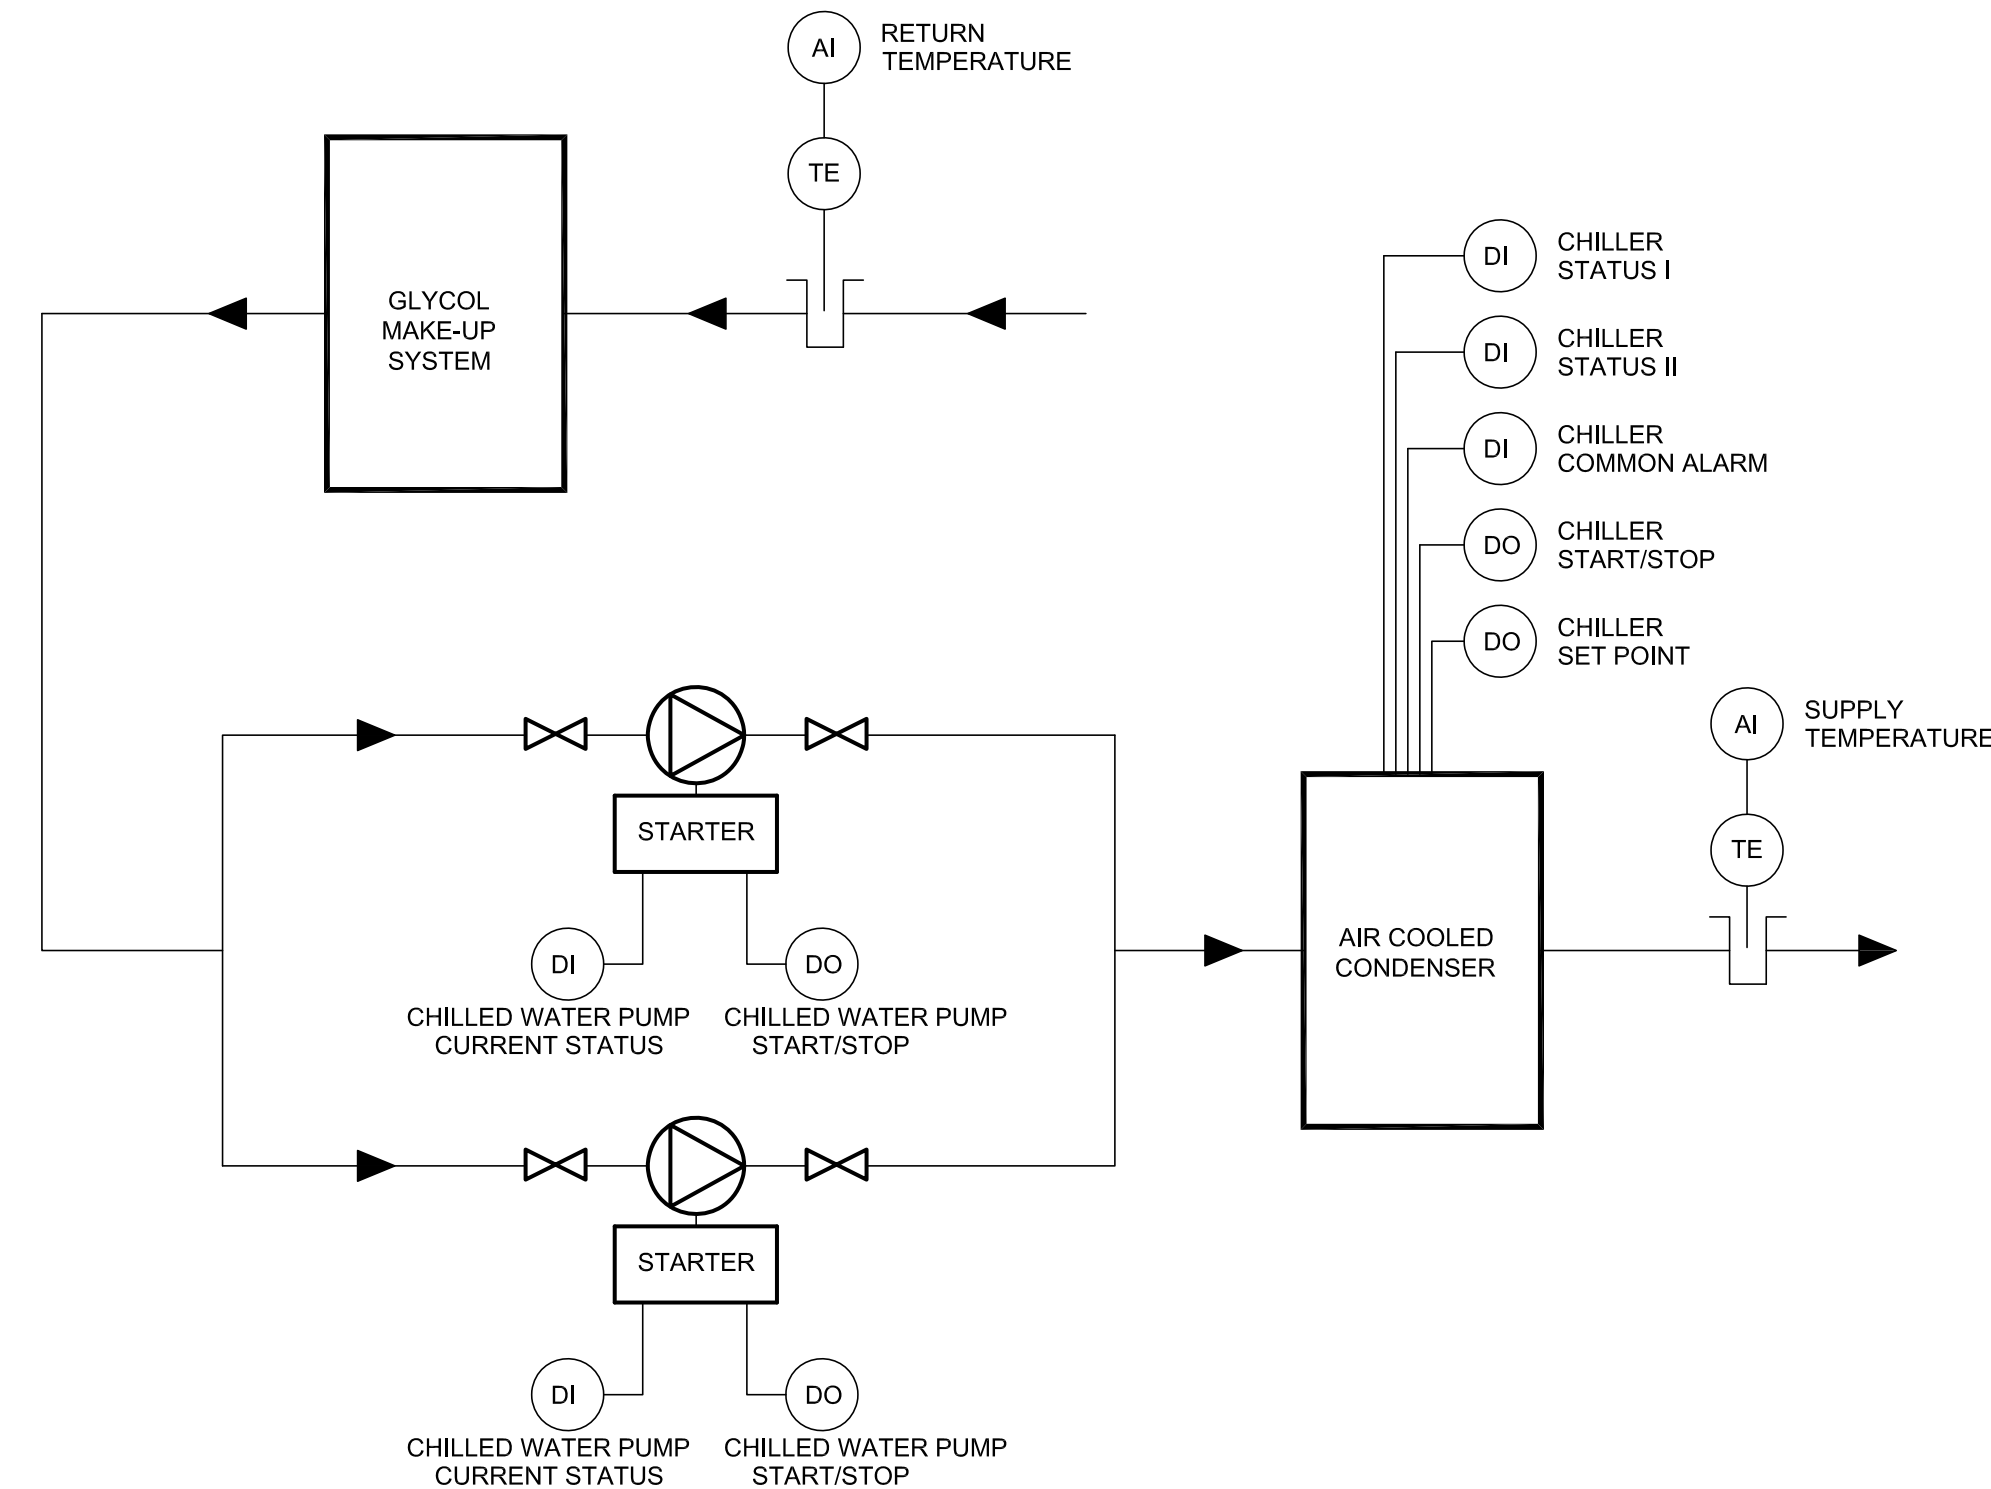 AI
RETURN
TEMPERATURE
TE
GLYCOL
MAKE-UP
SYSTEM
DI
CHILLER
STATUS I
DI
CHILLER
STATUS II
DI
CHILLER
COMMON ALARM
DO
CHILLER
START/STOP
DO
CHILLER
SET POINT
AI
SUPPLY
TEMPERATURE
TE
STARTER
DI
CHILLED WATER PUMP
CURRENT STATUS
DO
CHILLED WATER PUMP
START/STOP
AIR COOLED
CONDENSER
STARTER
DI
CHILLED WATER PUMP
CURRENT STATUS
DO
CHILLED WATER PUMP
START/STOP